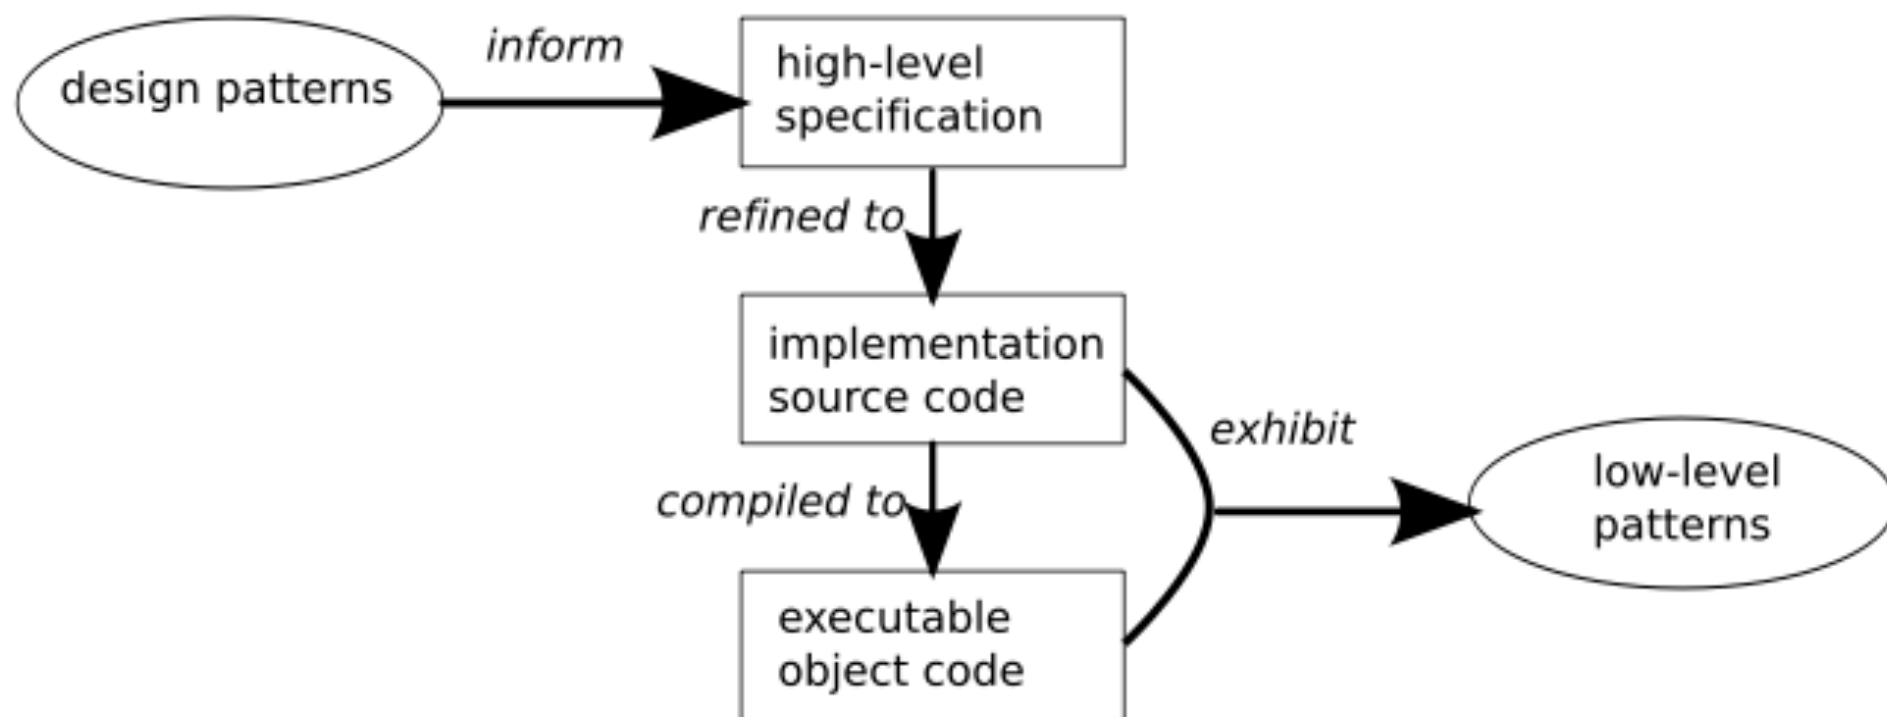 design patterns
inform
high-level
specification
refined to
implementation
source code
compiled to
exhibit
low-level
patterns
executable
object code